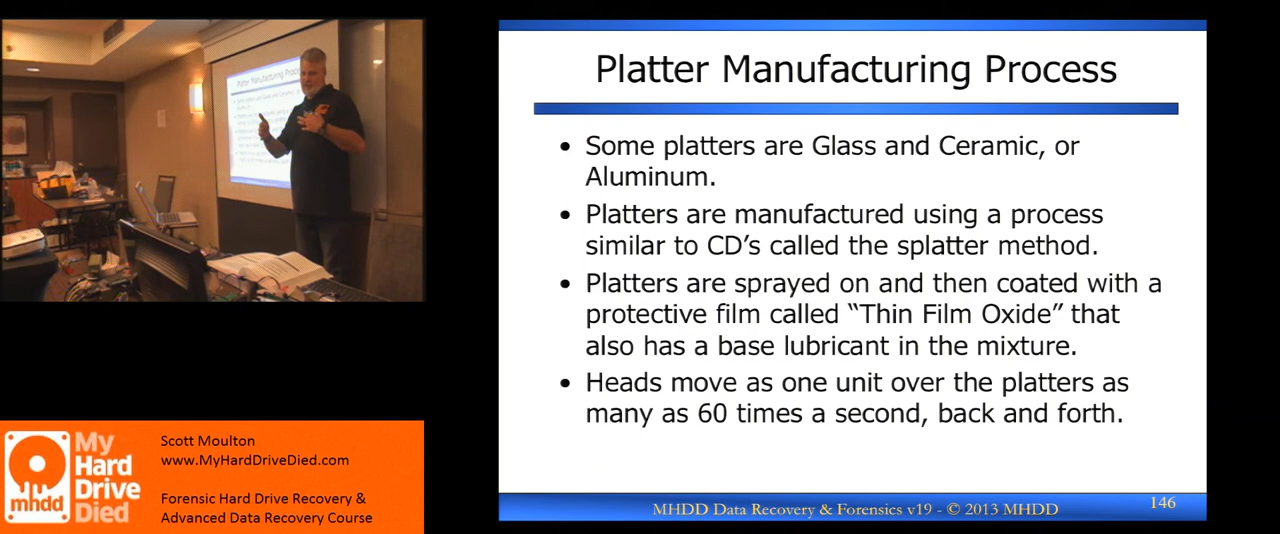 Platter Manufacturing Process
• Some platters are Glass and Ceramic, or
Aluminum.
• Platters are manufactured using a process
similar to CD's called the splatter method.
• Platters are sprayed on and then coated with a
protective film called “Thin Film Oxide” that
also has a base lubricant in the mixture.
• Heads move as one unit over the platters as
many as 60 times a second, back and forth.
MHDD Data Recovery & Forensics v19 - © 2013 MHDD
146
Platter Manufacturing Process
My
Hard
Drive
Died
mhdd
Scott Moulton
www.MyHardDriveDied.com
Forensic Hard Drive Recovery &
Advanced Data Recovery Course